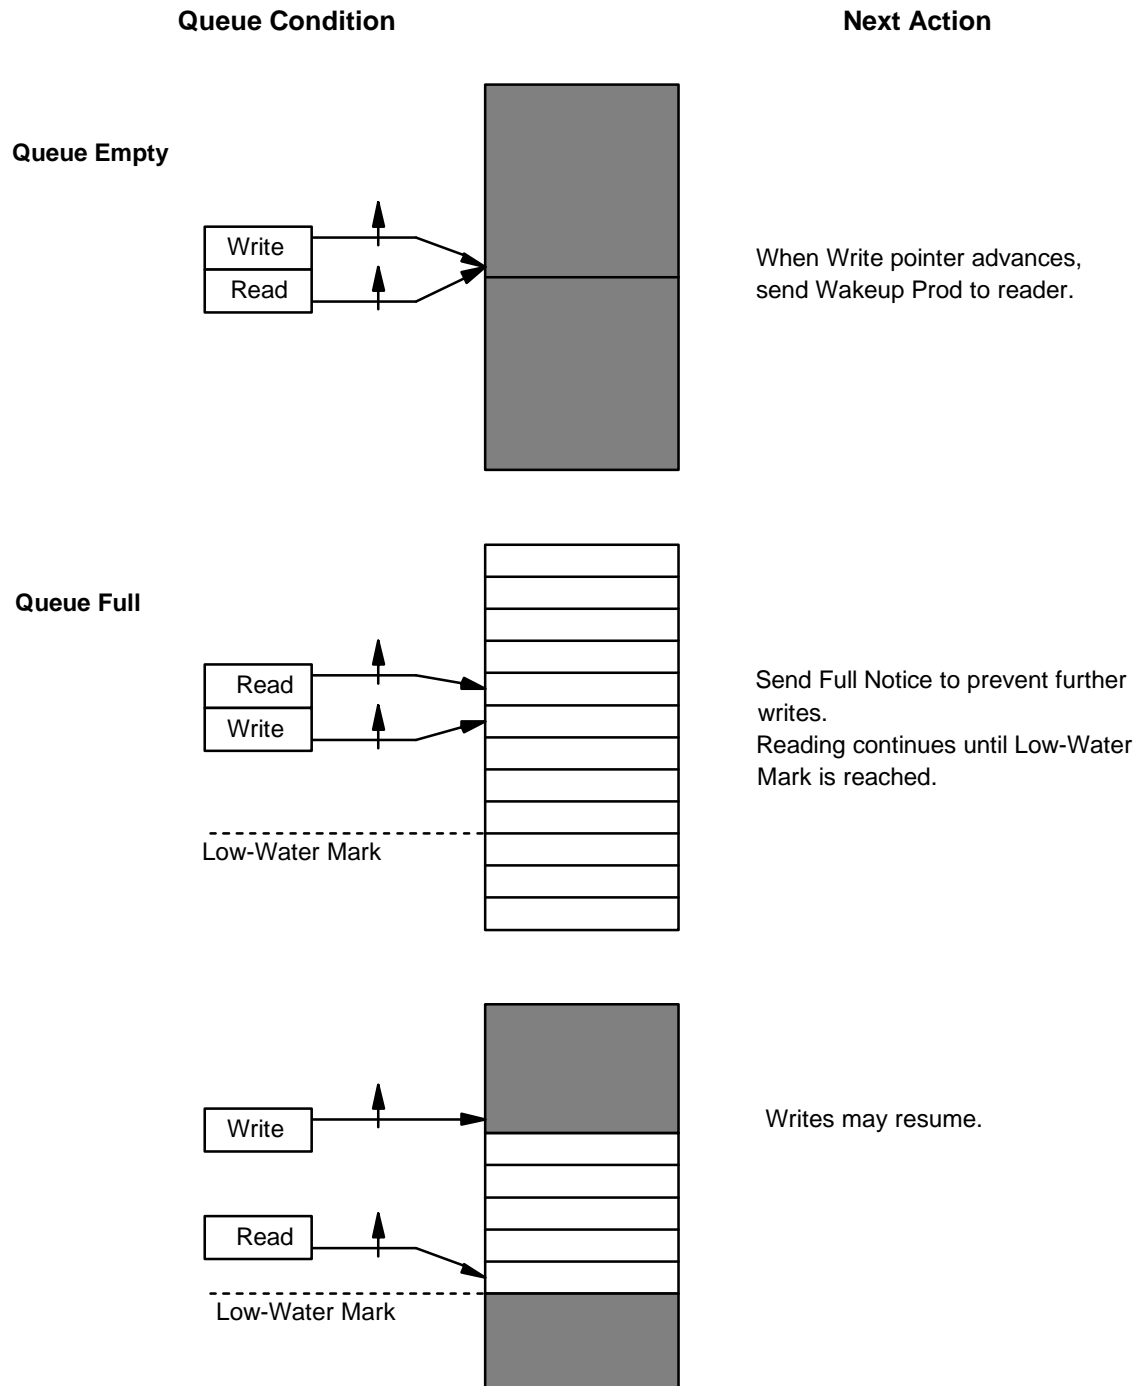 Queue Condition
Next Action
Queue Empty
Write
Read
When Write pointer advances,
send Wakeup Prod to reader.
Queue Full
Read
Write
Send Full Notice to prevent further
writes.
Reading continues until Low-Water
Mark is reached.
Low-Water Mark
Write
Writes may resume.
Read
Low-Water Mark